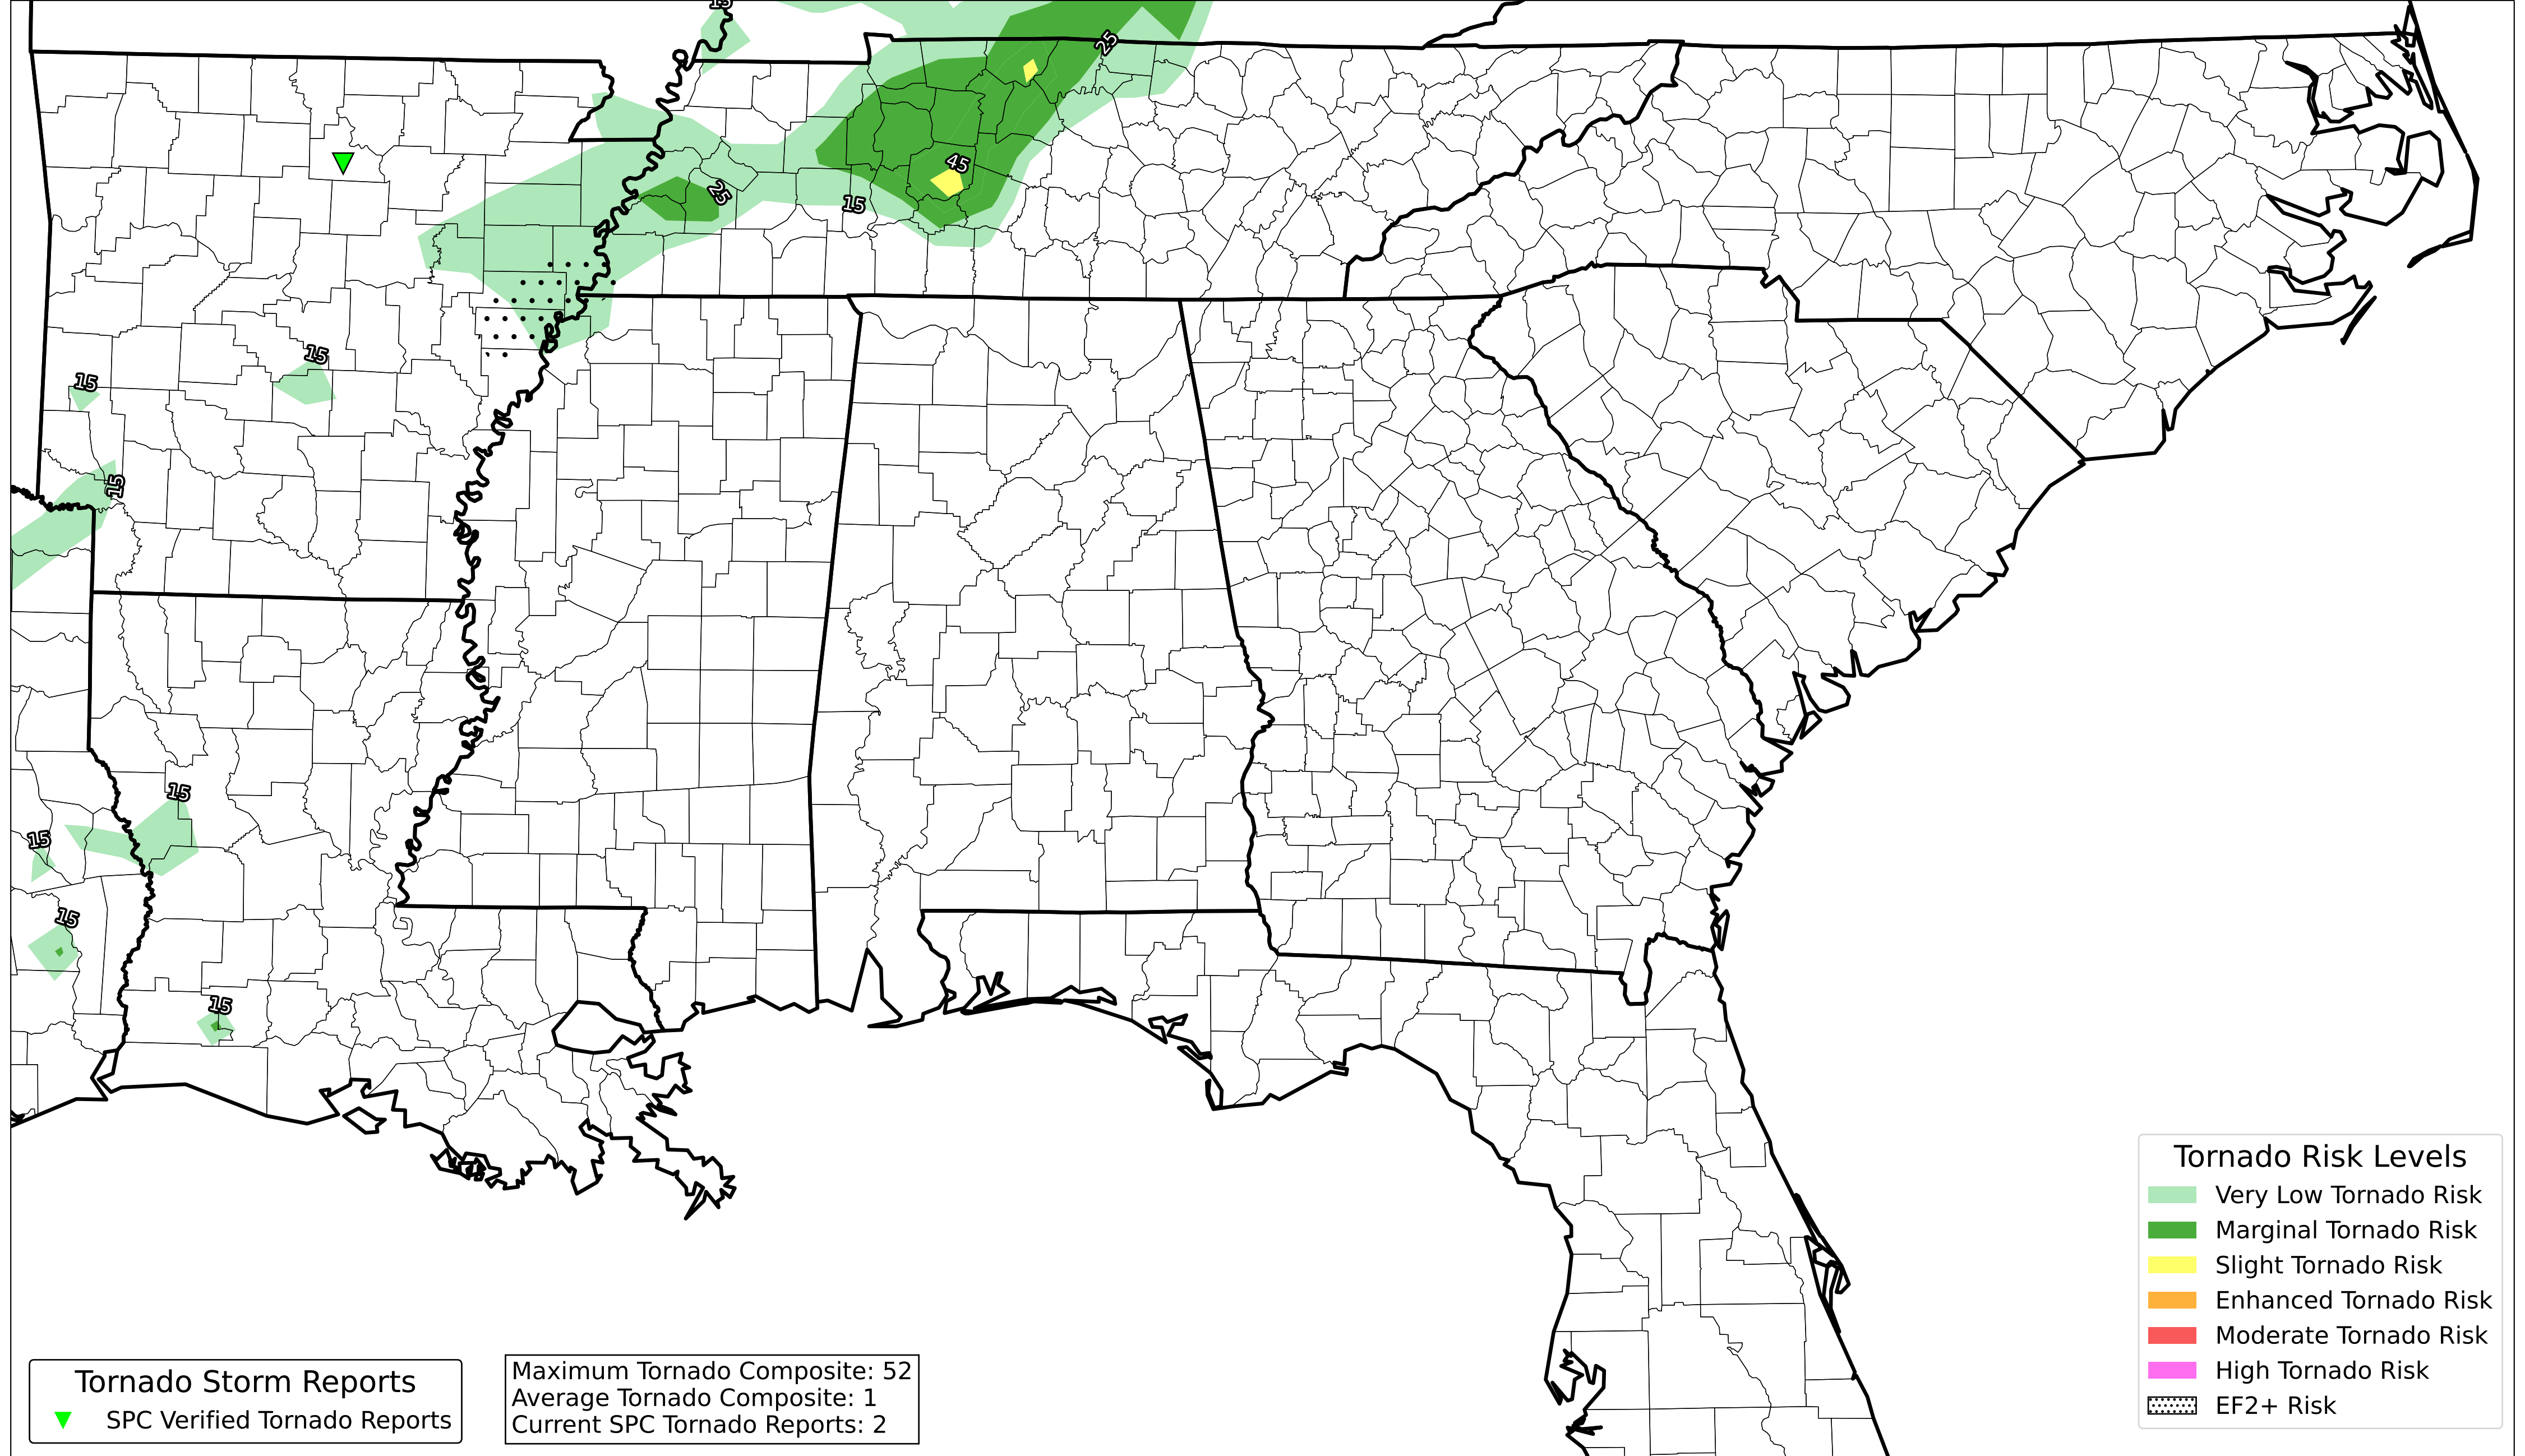 15
25
45
25
15
15
15
15
15
15
15
15
Tornado Risk Levels
Very Low Tornado Risk
Marginal Tornado Risk
Slight Tornado Risk
Enhanced Tornado Risk
Moderate Tornado Risk
High Tornado Risk
EF2+ Risk
Tornado Storm Reports
SPC Verified Tornado Reports
Maximum Tornado Composite: 52
Average Tornado Composite: 1
Current SPC Tornado Reports: 2